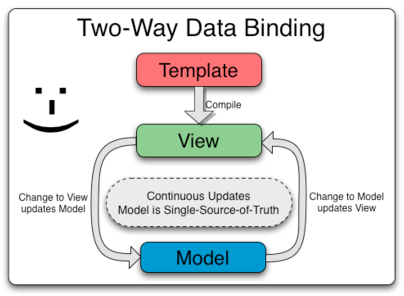 Two-Way Data Binding
Template
Compile
View
Change to View
updates Model
Continuous Updates
Model is Single-Source-of-Truth
Change to Model
updates View
Model